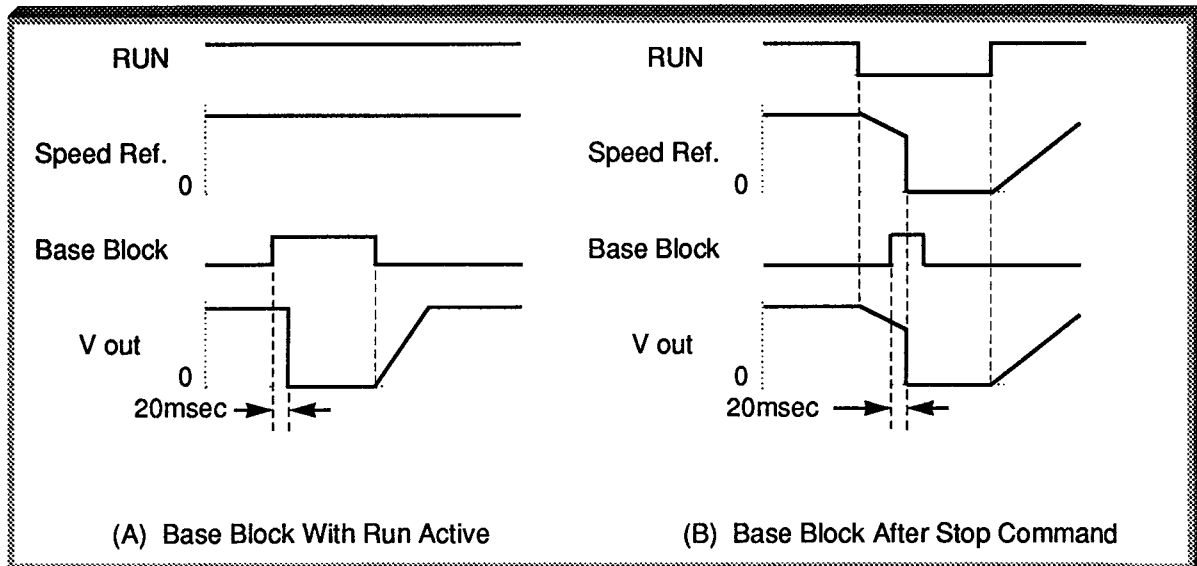 RUN
Speed Ref.
0
Base Block
V out
0
20msec
(A) Base Block With Run Active
RUN
Speed Ref.
0
Base Block
V out
0
20msec
(B) Base Block After Stop Command